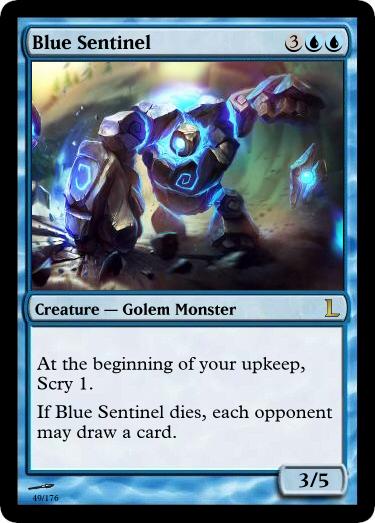 Blue Sentinel 3
Creature — Golem Monster L
At the beginning of your upkeep,
Scry 1.
If Blue Sentinel dies, each opponent
may draw a card.
3/5
49/176